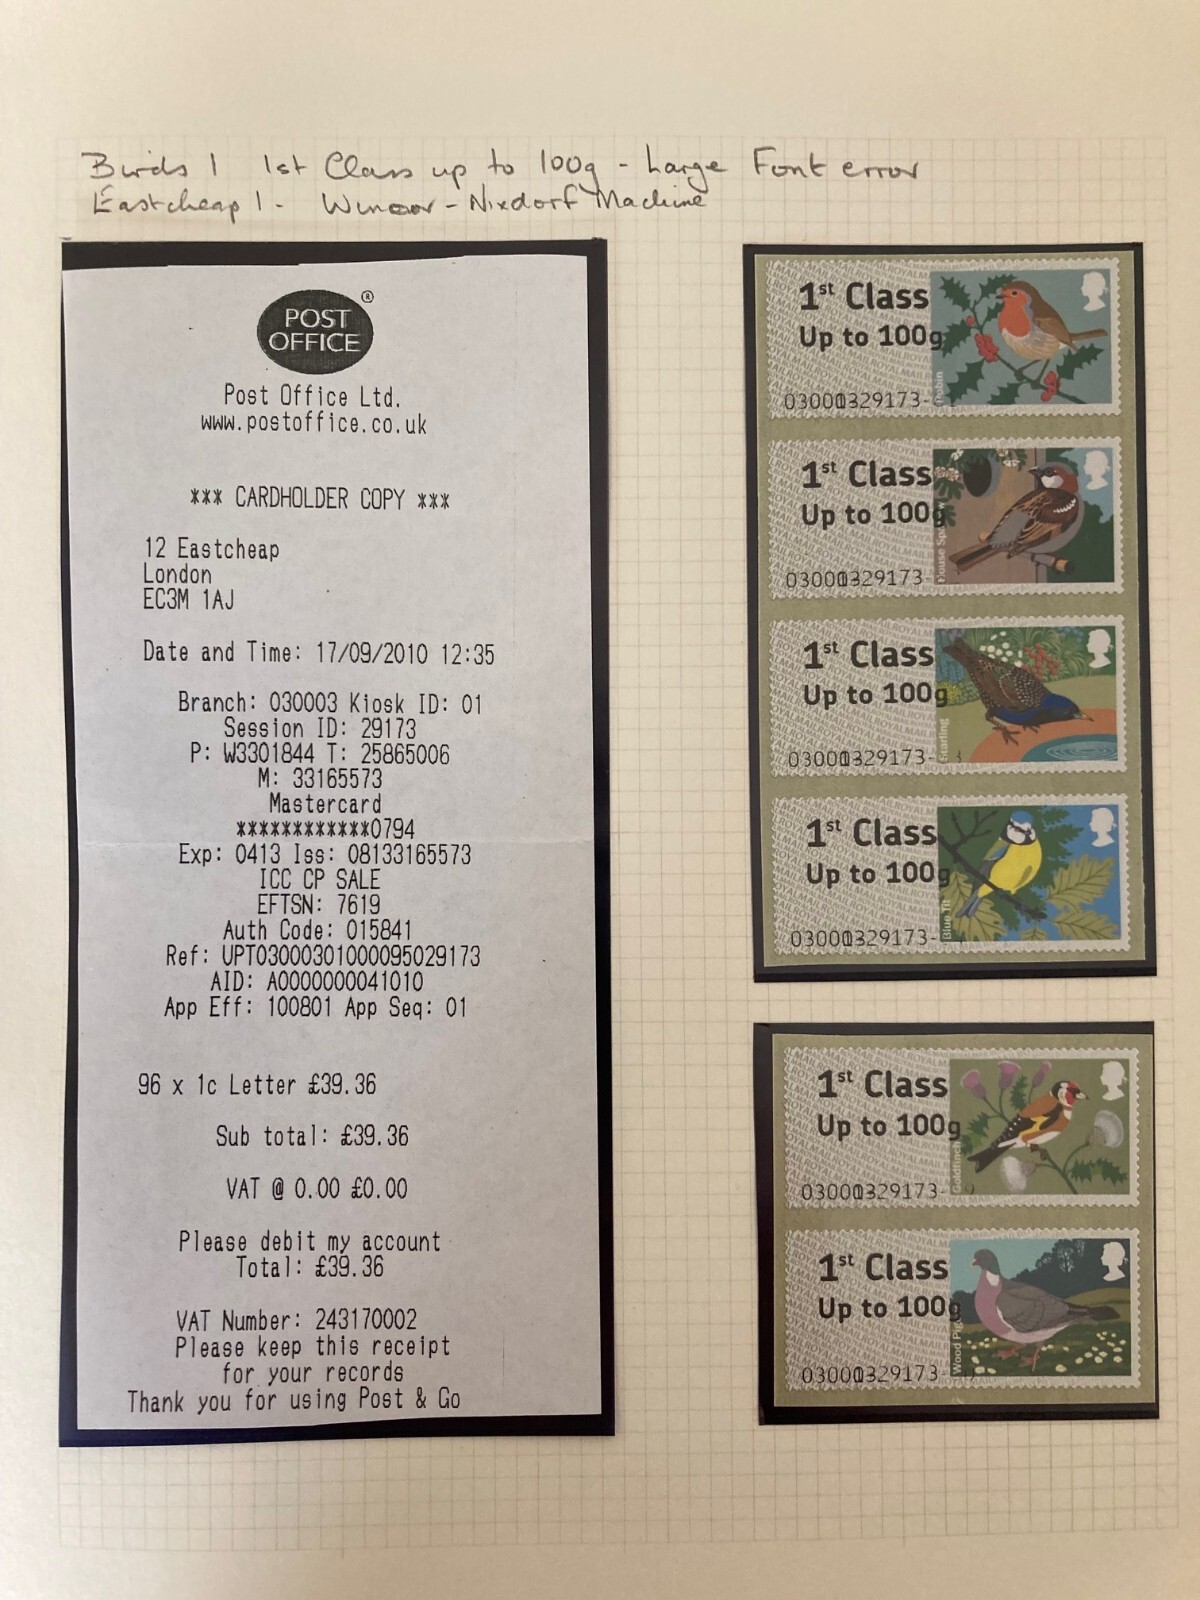 Birds 1 1st Class up to 100g - Large Font error
Eastcheap 1 - Wincor - Nixdorf Machine
POST OFFICE ®
Post Office Ltd.
www.postoffice.co.uk
*** CARDHOLDER COPY ***
12 Eastcheap
London
EC3M 1AJ
Date and Time: 17/09/2010 12:35
Branch: 030003 Kiosk ID: 01
Session ID: 29173
P: W3301844 T: 25865006
M: 33165573
Mastercard
************0794
Exp: 0413 Iss: 08133165573
ICC CP SALE
EFTSN: 7619
Auth Code: 015841
Ref: UPT03000301000095029173
AID: A0000000041010
App Eff: 100801 App Seq: 01
96 x 1c Letter £39.36
Sub total: £39.36
VAT @ 0.00 £0.00
Please debit my account
Total: £39.36
VAT Number: 243170002
Please keep this receipt
for your records
Thank you for using Post & Go
1st Class
Up to 100g
Robin
1st Class
Up to 100g
House
1st Class
Up to 100g
Starling
1st Class
Up to 100g
Blue Tit
1st Class
Up to 100g
Goldfinch
1st Class
Up to 100g
Wood